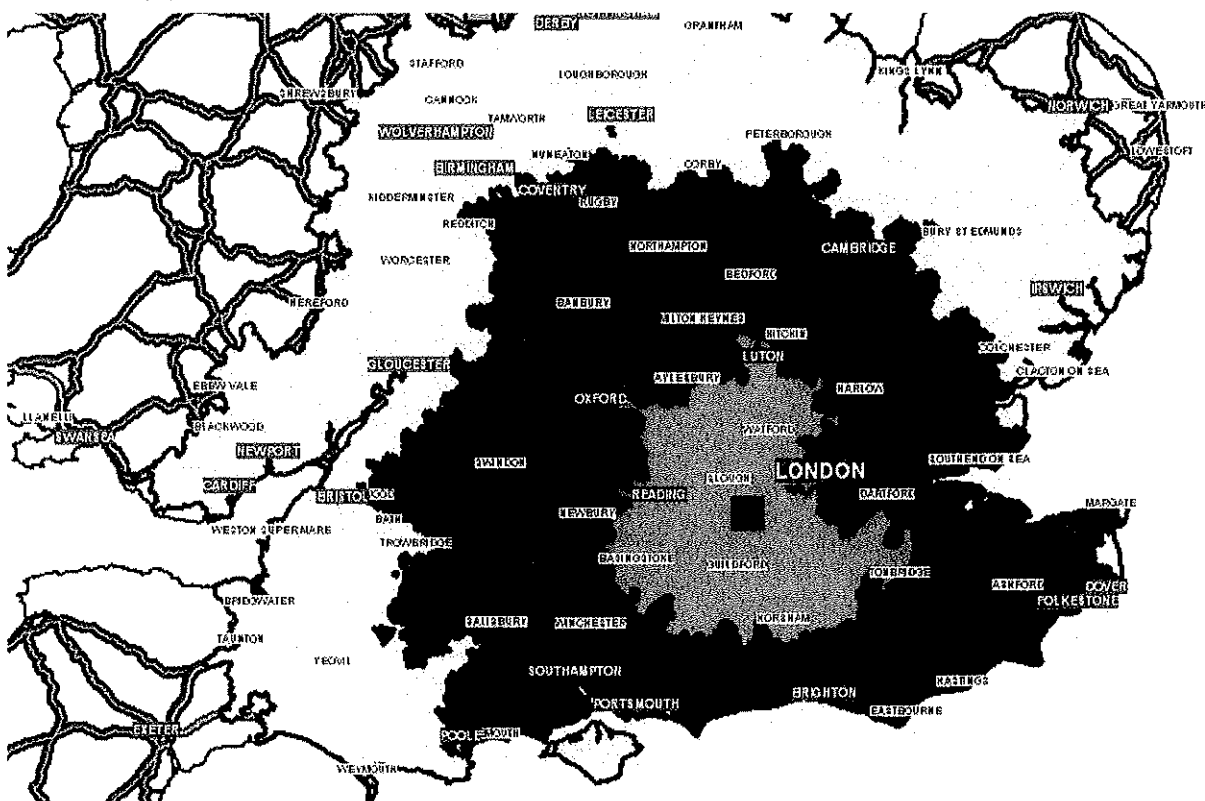 DERBY
GRANTHAM
STAFFORD
LOUGHBOROUGH
KINGS LYNN
SHREWSBURY
CANNOCK
TAMWORTH
LEICESTER
NORWICH
GREAT YARMOUTH
WOLVERHAMPTON
PETERBOROUGH
LOWESTOFT
NUNEATON
BIRMINGHAM
CORBY
COVENTRY
KIDDERMINSTER
RUGBY
REDDITCH
BURY ST EDMUNDS
NORTHAMPTON
CAMBRIDGE
WORCESTER
BEDFORD
IPSWICH
HEREFORD
BANBURY
MILTON KEYNES
HITCHIN
COLCHESTER
LUTON
GLOUCESTER
CLACTON ON SEA
AYLESBURY
EBBW VALE
HARLOW
OXFORD
LLANELLI
BLACKWOOD
WATFORD
SWANSEA
NEWPORT
SWINDON
SOUTHEND ON SEA
LONDON
SLOUGH
CARDIFF
BRISTOL
READING
DARTFORD
MARGATE
BATH
NEWBURY
WESTON SUPERMARE
TROWBRIDGE
BASINGSTOKE
GUILDFORD
TONBRIDGE
ASHFORD
DOVER
BRIDGWATER
FOLKESTONE
HORSHAM
SALISBURY
WINCHESTER
TAUNTON
YEOVIL
SOUTHAMPTON
HASTINGS
BRIGHTON
PORTSMOUTH
EASTBOURNE
EXETER
POOLE
MOUTH
WEYMOUTH